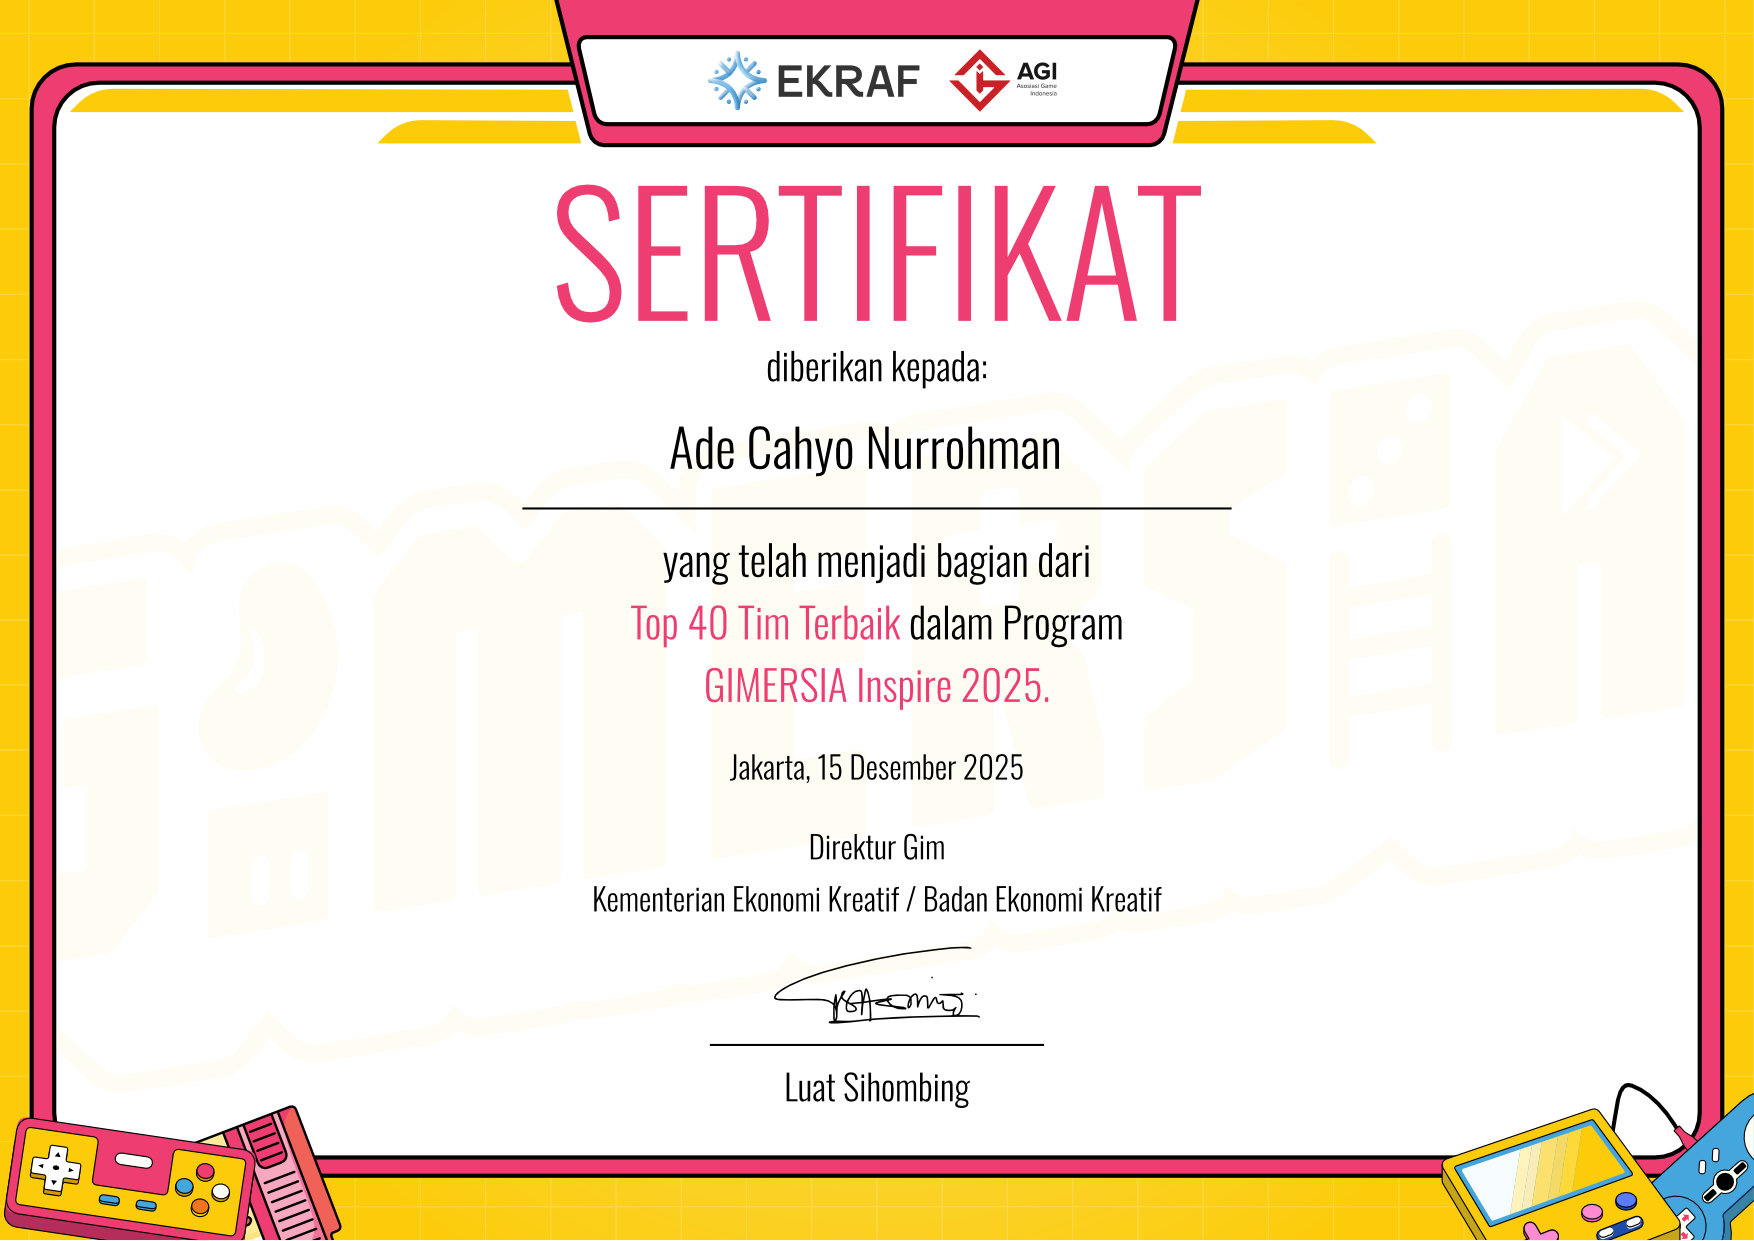 EKRAF
AGI
Asosiasi Game
Indonesia
SERTIFIKAT
diberikan kepada:
Ade Cahyo Nurrohman
yang telah menjadi bagian dari
Top 40 Tim Terbaik dalam Program
GIMERSIA Inspire 2025.
Jakarta, 15 Desember 2025
Direktur Gim
Kementerian Ekonomi Kreatif / Badan Ekonomi Kreatif
Luat Sihombing
GIMERSIA